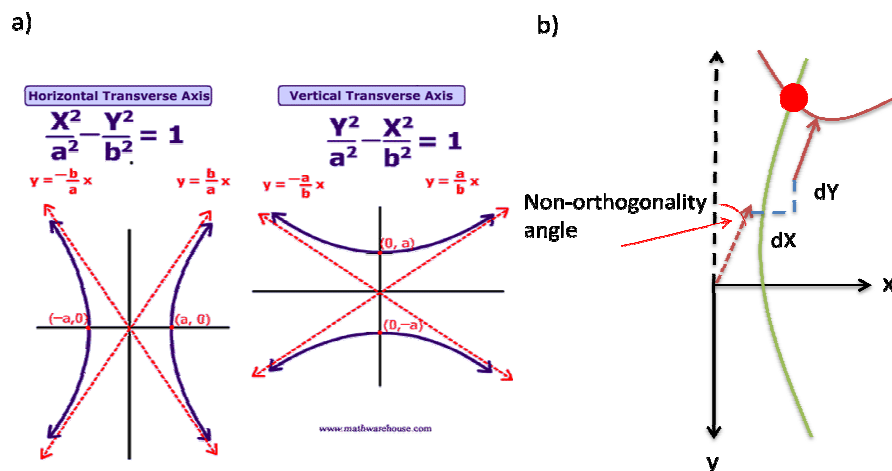 a)
Horizontal Transverse Axis
X²/a² − Y²/b² = 1
y = -b/a x
y = b/a x
(-a,0)
(a, 0)
Vertical Transverse Axis
Y²/a² − X²/b² = 1
y = -a/b x
y = a/b x
(0, a)
(0,-a)
www.mathwarehouse.com
b)
Non-orthogonality
angle
dY
dX
x
y